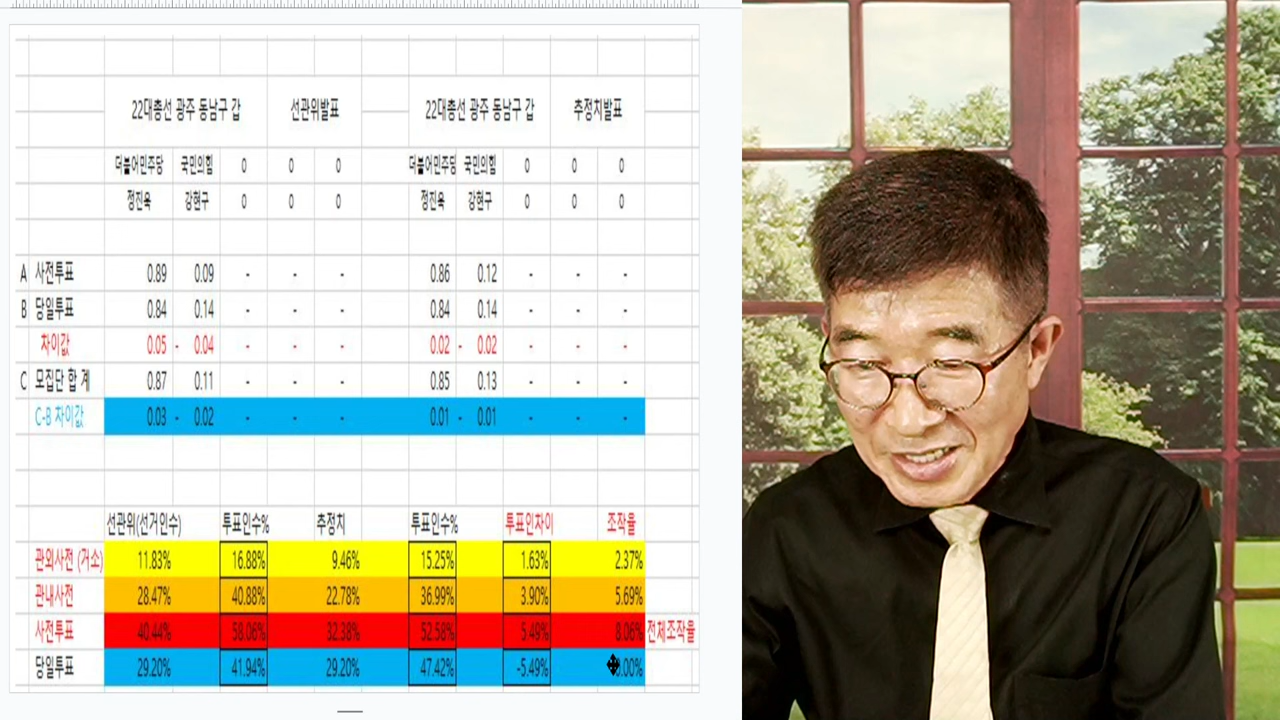 22대총선 광주 동남구 갑 선관위발표 22대총선 광주 동남구 갑 추정치발표
더불어민주당 국민의힘 0 0 0 더불어민주당 국민의힘 0 0 0
정진욱 강현구 0 0 0 정진욱 강현구 0 0 0
A 사전투표 0.89 0.09 - - - 0.86 0.12 - - -
B 당일투표 0.84 0.14 - - - 0.84 0.14 - - -
차이값 0.05 - 0.04 - - - 0.02 - 0.02 - - -
C 모집단 합 계 0.87 0.11 - - - 0.85 0.13 - - -
C-B 차이값 0.03 - 0.02 - - - 0.01 - 0.01 - - -
선관위(선거인수) 투표인수% 추정치 투표인수% 투표인차이 조작율
관외사전 (거소) 11.83% 16.88% 9.46% 15.25% 1.63% 2.37%
관내사전 28.47% 40.88% 22.78% 36.99% 3.90% 5.69%
사전투표 40.44% 58.06% 32.38% 52.58% 5.49% 8.06% 전체조작율
당일투표 29.20% 41.94% 29.20% 47.42% -5.49%